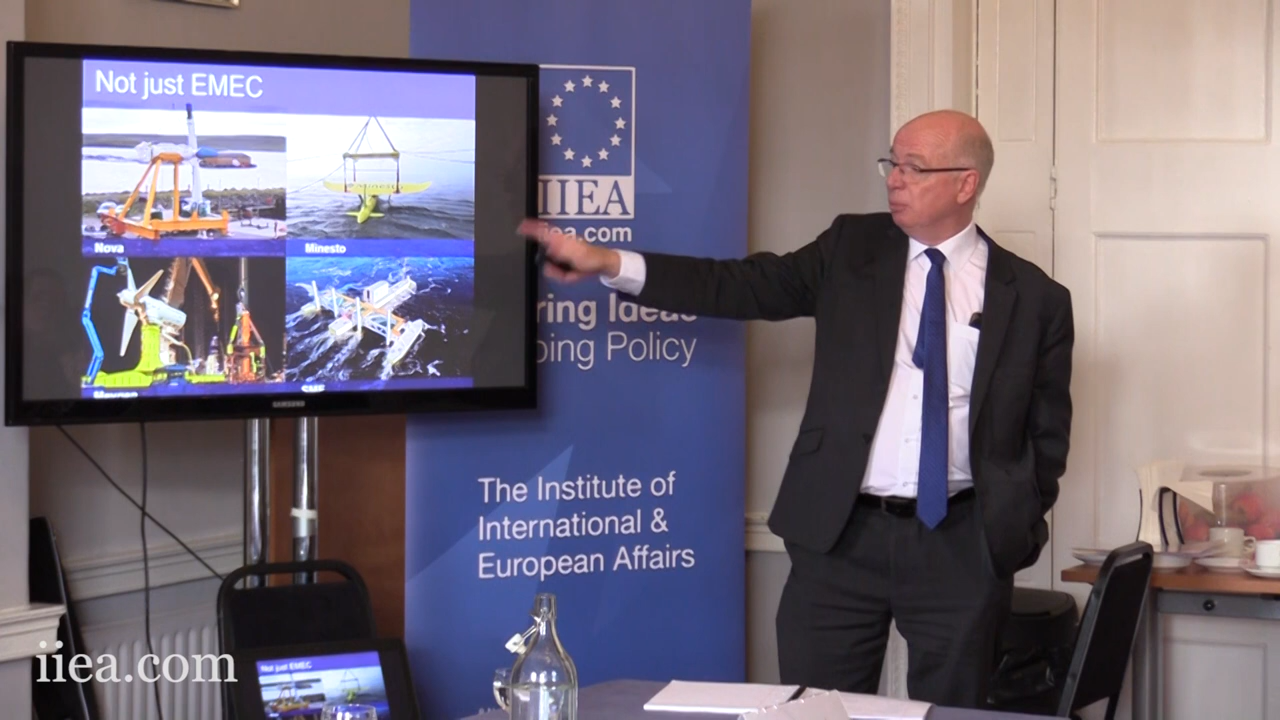 Not just EMEC
Nova
Minesto
IIEA
iiea.com
ring Ideas
ping Policy
The Institute of
International &
European Affairs
SAMSUNG
iiea.com
Not just EMEC